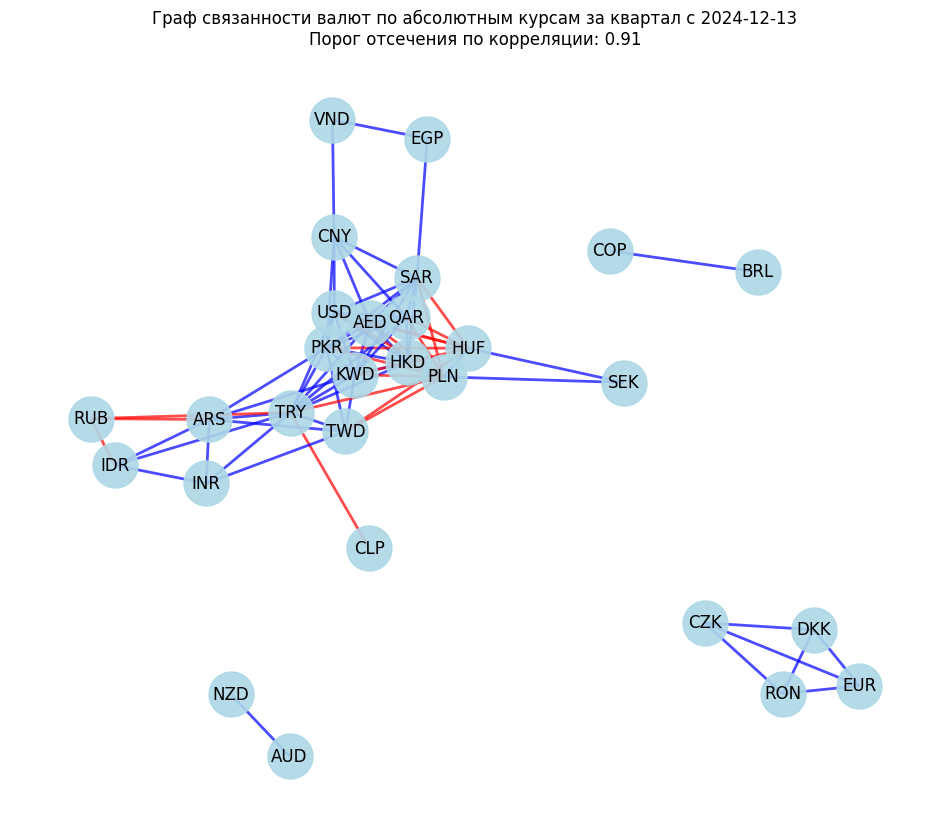 Граф связанности валют по абсолютным курсам за квартал с 2024-12-13
Порог отсечения по корреляции: 0.91
VND
EGP
CNY
COP
BRL
SAR
USD
AED
QAR
PKR
HUF
HKD
KWD
PLN
SEK
RUB
ARS
TRY
TWD
IDR
INR
CLP
CZK
DKK
NZD
RON
EUR
AUD